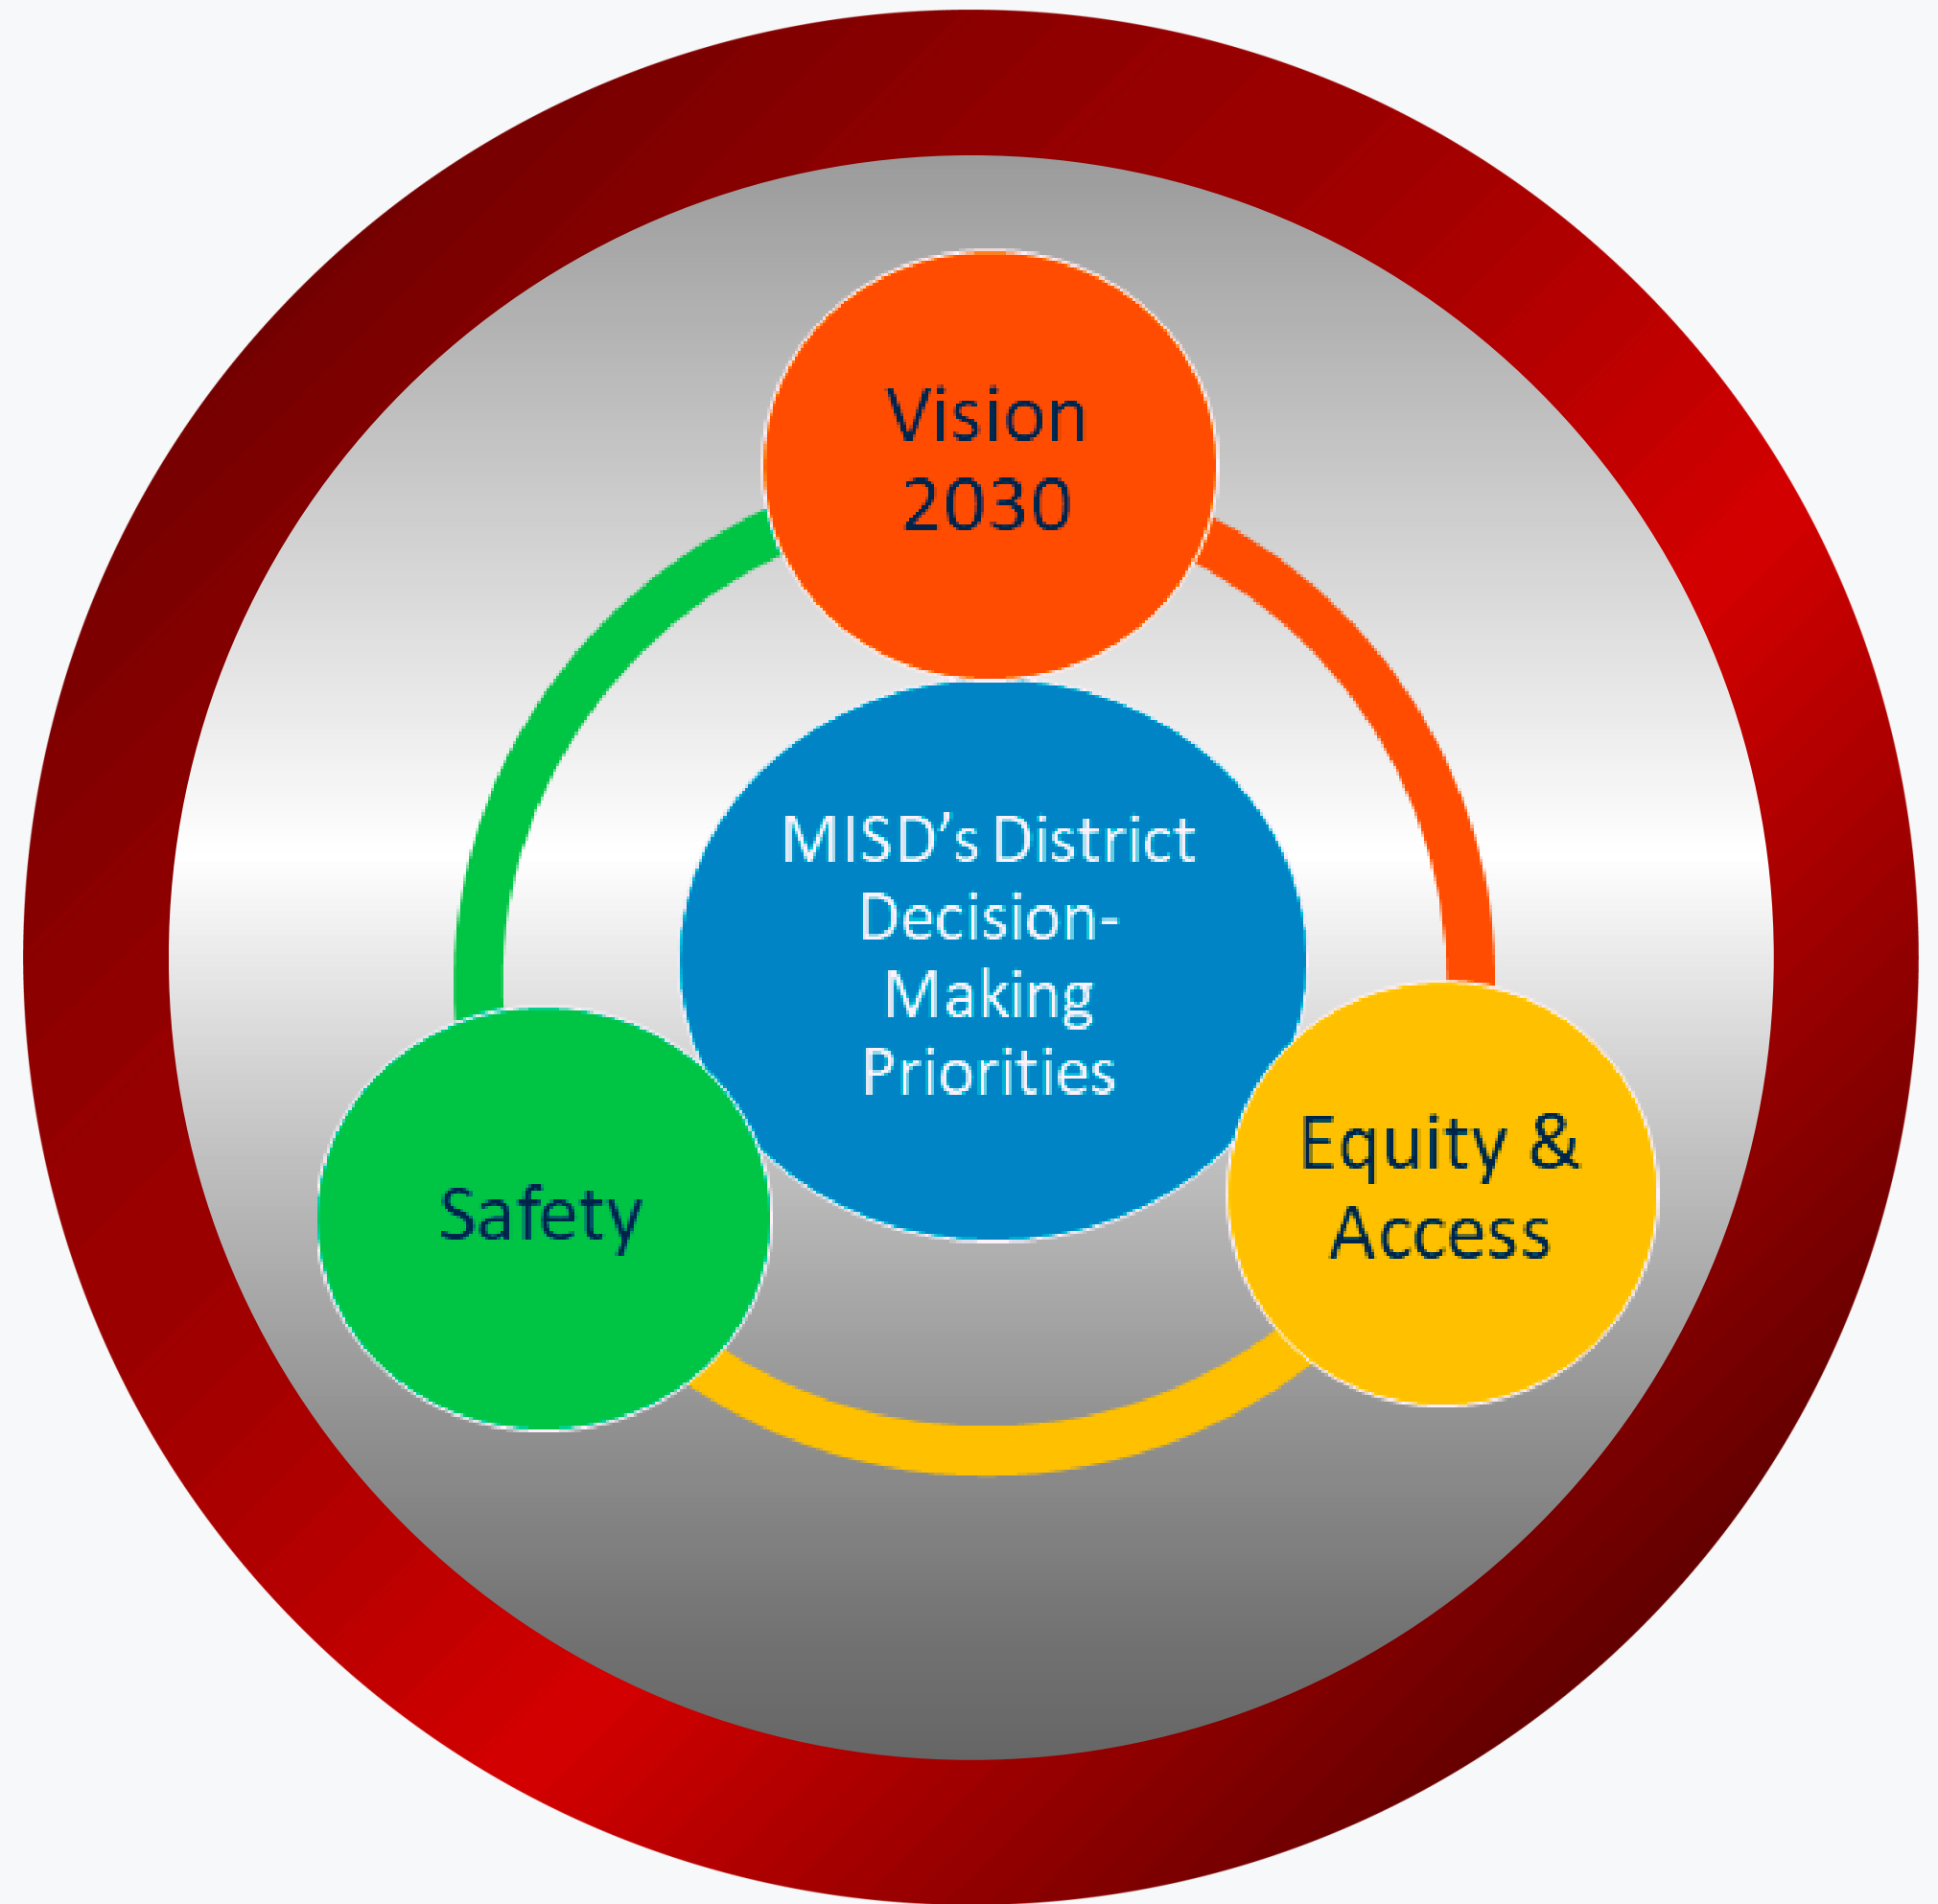 Vision
2030
MISD’s District
Decision-
Making
Priorities
Equity &
Access
Safety